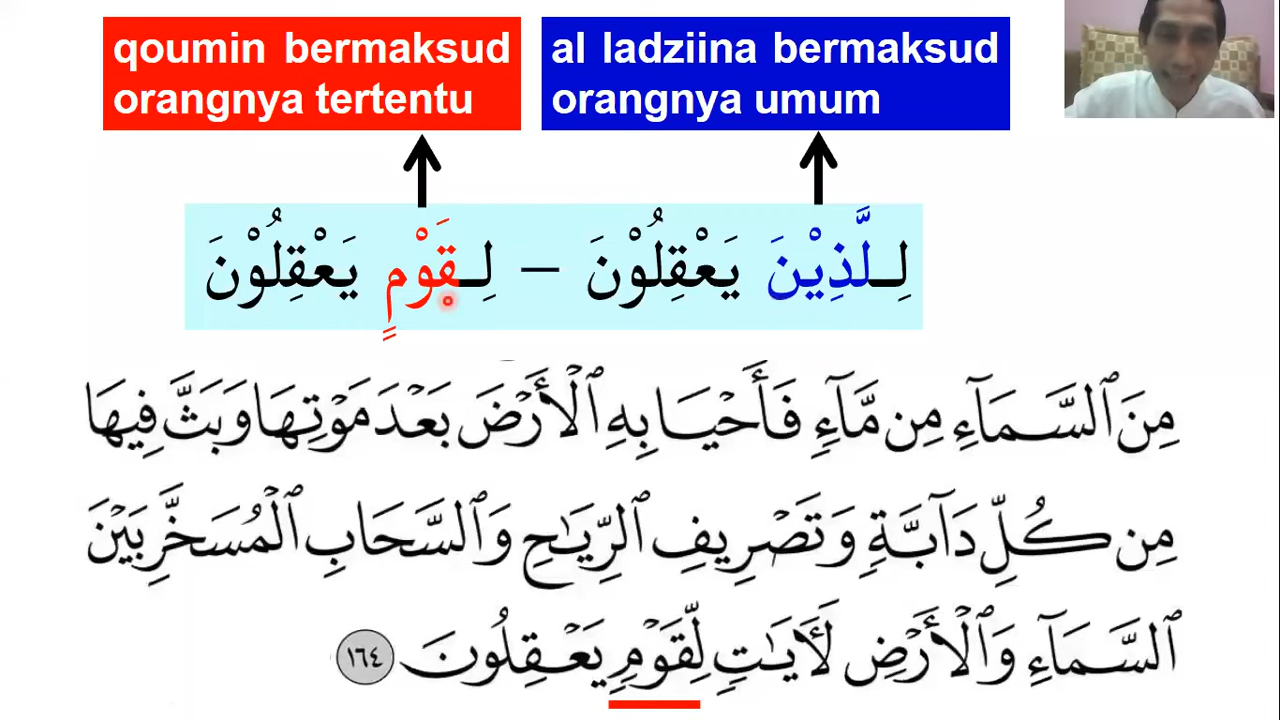 qoumin bermaksud
orangnya tertentu
al ladziina bermaksud
orangnya umum
لِـلَّذِيْنَ يَعْقِلُوْنَ – لِـقَوْمٍ يَعْقِلُوْنَ
مِنَ ٱلسَّمَآءِ مِن مَّآءٍ فَأَحْيَا بِهِ ٱلْأَرْضَ بَعْدَ مَوْتِهَا وَبَثَّ فِيهَا
مِن كُلِّ دَآبَّةٍ وَتَصْرِيفِ ٱلرِّيَٰحِ وَٱلسَّحَابِ ٱلْمُسَخَّرِ بَيْنَ
ٱلسَّمَآءِ وَٱلْأَرْضِ لَأٓيَٰتٍ لِّقَوْمٍ يَعْقِلُونَ ١٦٤